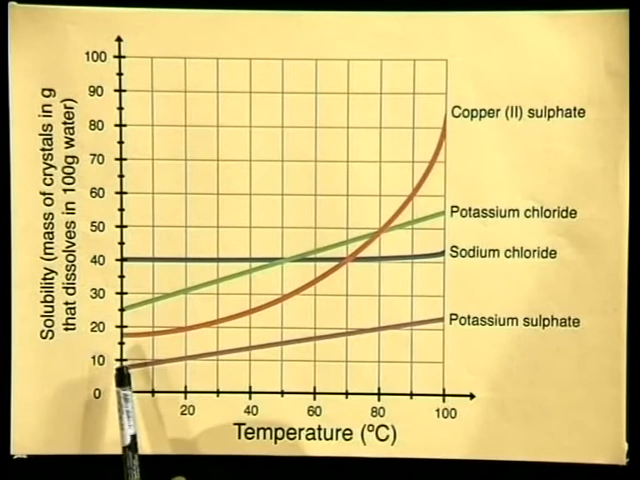 Solubility (mass of crystals in g
that dissolves in 100g water)
100
90
80
70
60
50
40
30
20
10
0
20
40
60
80
100
Temperature (ºC)
Copper (II) sulphate
Potassium chloride
Sodium chloride
Potassium sulphate